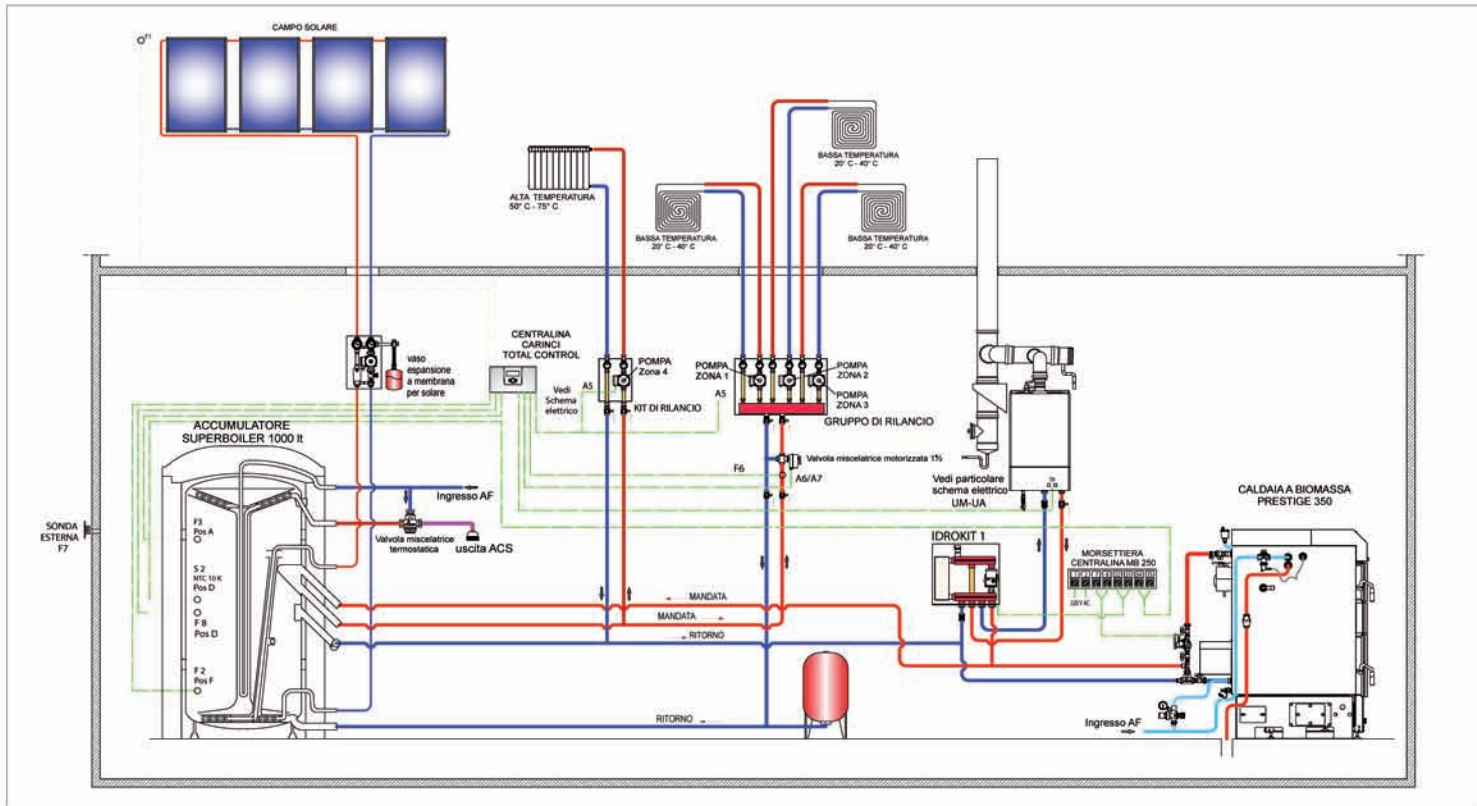 CAMPO SOLARE
F1
BASSA TEMPERATURA
20° C - 40° C
ALTA TEMPERATURA
50° C - 75° C
BASSA TEMPERATURA
20° C - 40° C
BASSA TEMPERATURA
20° C - 40° C
CENTRALINA
CARINCI
TOTAL CONTROL
vaso
espansione
a membrana
per solare
POMPA
Zona 4
A5
Vedi
Schema
elettrico
KIT DI RILANCIO
POMPA
ZONA 1
POMPA
ZONA 2
POMPA
ZONA 3
A5
GRUPPO DI RILANCIO
ACCUMULATORE
SUPERBOILER 1000 lt
Ingresso AF
Valvola miscelatrice
termostatica
uscita ACS
F6
Valvola miscelatrice motorizzata 1½
A6/A7
Vedi particolare
schema elettrico
UM-UA
CALDAIA A BIOMASSA
PRESTIGE 350
SONDA
ESTERNA
F7
F3
Pos A
S 2
NTC 10 K
Pos D
F 8
Pos D
F 2
Pos F
IDROKIT 1
MORSETTIERA
CENTRALINA MB 250
MANDATA
MANDATA
RITORNO
RITORNO
Ingresso AF